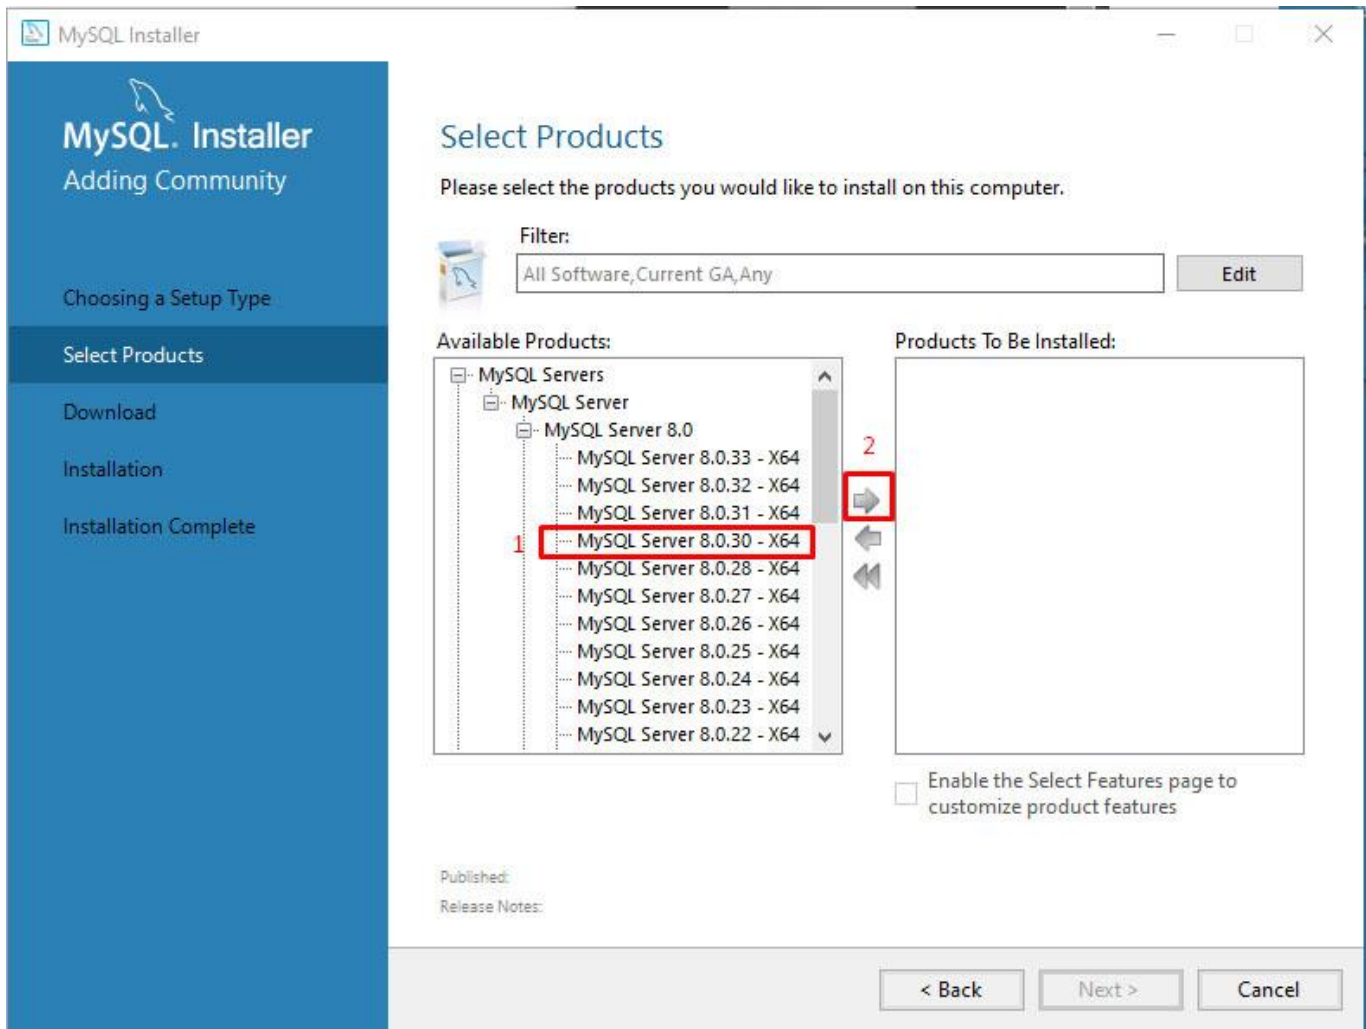 MySQL Installer
MySQL. Installer
Adding Community
Choosing a Setup Type
Select Products
Download
Installation
Installation Complete
Select Products
Please select the products you would like to install on this computer.
Filter:
All Software,Current GA,Any
Edit
Available Products:
MySQL Servers
MySQL Server
MySQL Server 8.0
MySQL Server 8.0.33 - X64
MySQL Server 8.0.32 - X64
MySQL Server 8.0.31 - X64
1 MySQL Server 8.0.30 - X64
MySQL Server 8.0.28 - X64
MySQL Server 8.0.27 - X64
MySQL Server 8.0.26 - X64
MySQL Server 8.0.25 - X64
MySQL Server 8.0.24 - X64
MySQL Server 8.0.23 - X64
MySQL Server 8.0.22 - X64
2
Products To Be Installed:
Enable the Select Features page to
customize product features
Published:
Release Notes:
< Back
Next >
Cancel